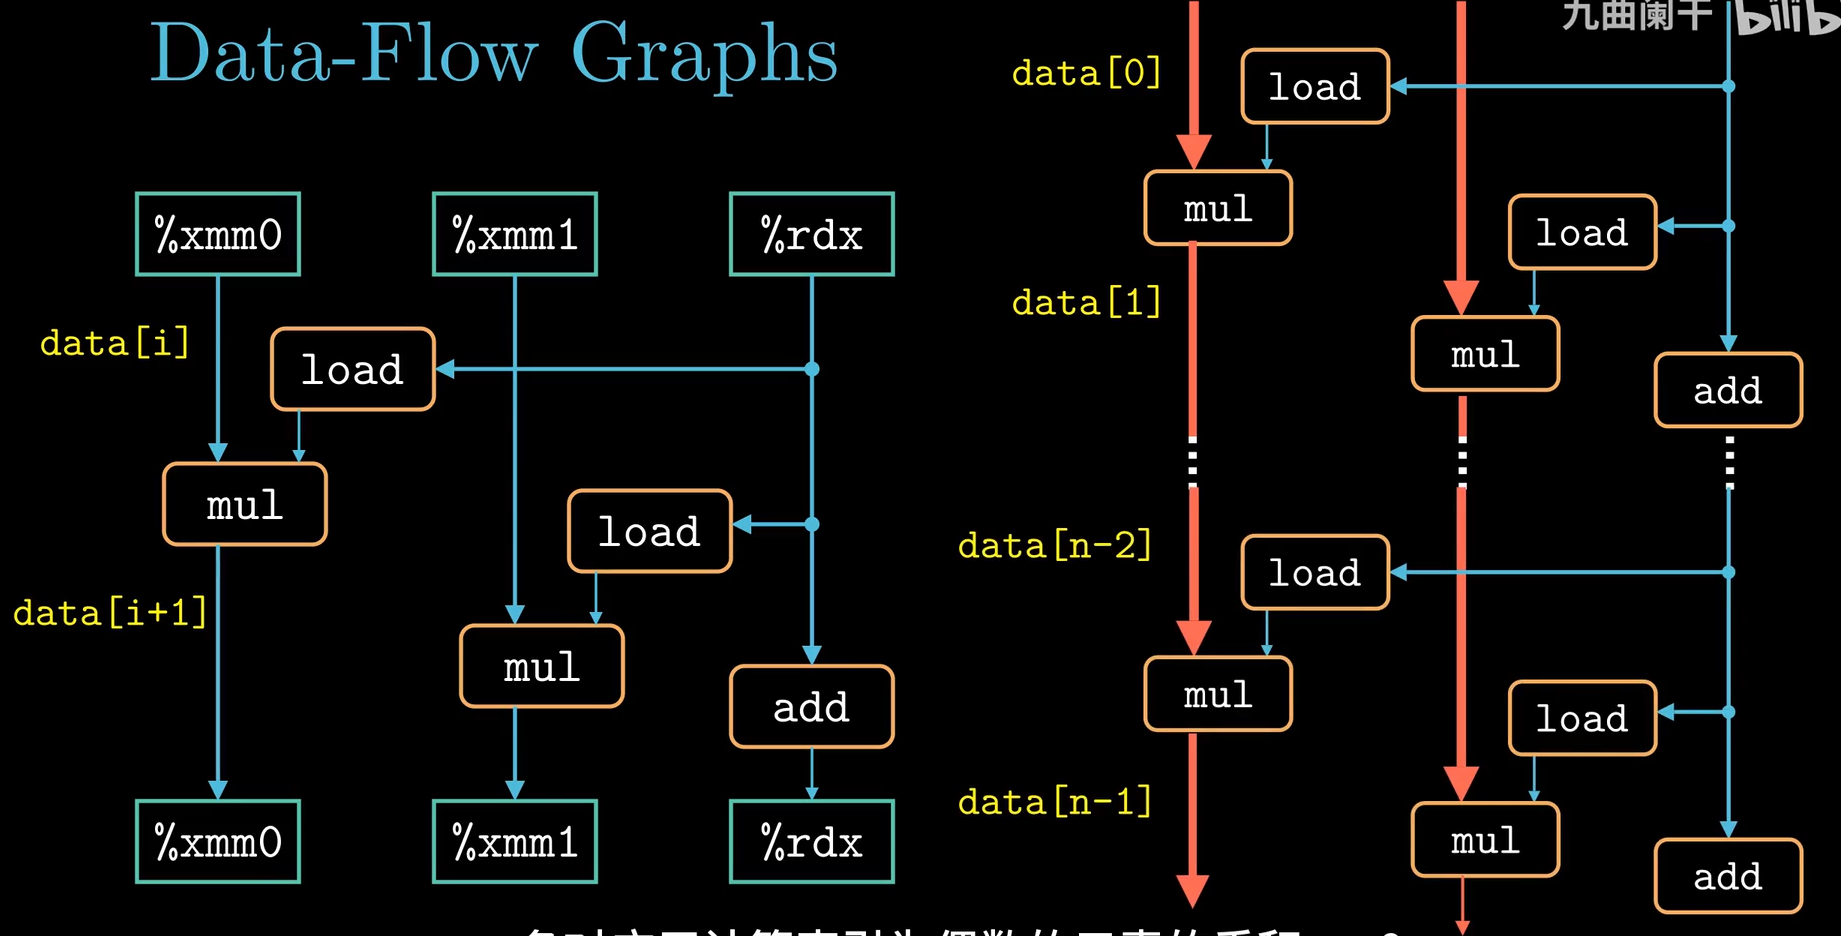 Data-Flow Graphs
九曲阑干 bilib
%xmm0
%xmm1
%rdx
data[i]
load
mul
load
data[i+1]
mul
add
%xmm0
%xmm1
%rdx
data[0]
load
mul
load
data[1]
mul
add
data[n-2]
load
mul
load
data[n-1]
mul
add